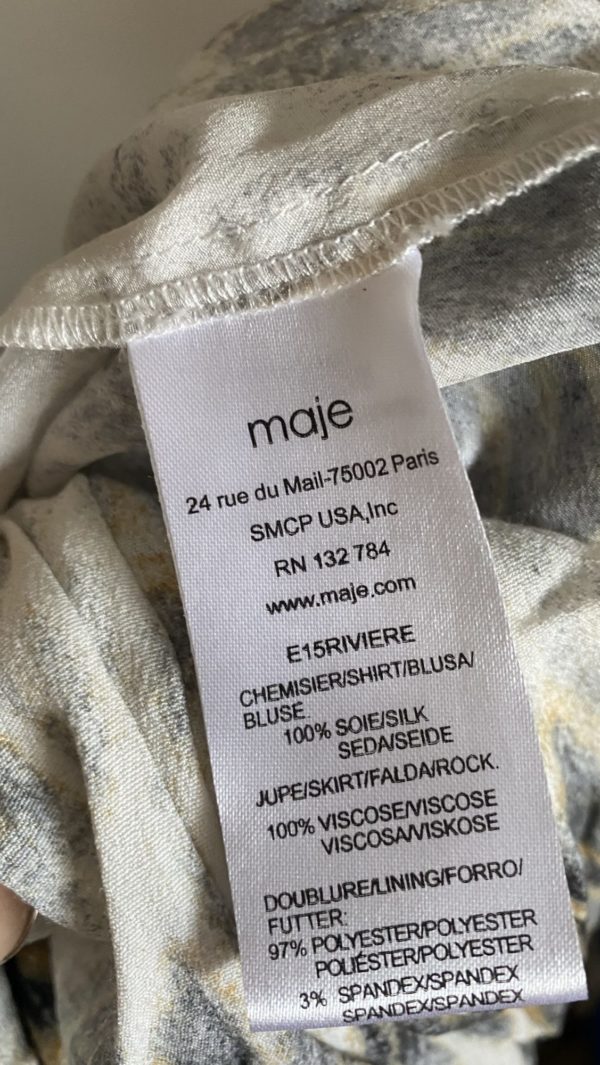 maje
24 rue du Mail-75002 Paris
SMCP USA,Inc
RN 132 784
www.maje.com
E15RIVIERE
CHEMISIER/SHIRT/BLUSA/
BLUSE
100% SOIE/SILK
SEDA/SEIDE
JUPE/SKIRT/FALDA/ROCK.
100% VISCOSE/VISCOSE
VISCOSA/VISKOSE
DOUBLURE/LINING/FORRO/
FUTTER:
97% POLYESTER/POLYESTER
POLIÉSTER/POLYESTER
3% SPANDEX/SPANDEX
SPANDEX/SPANDEX